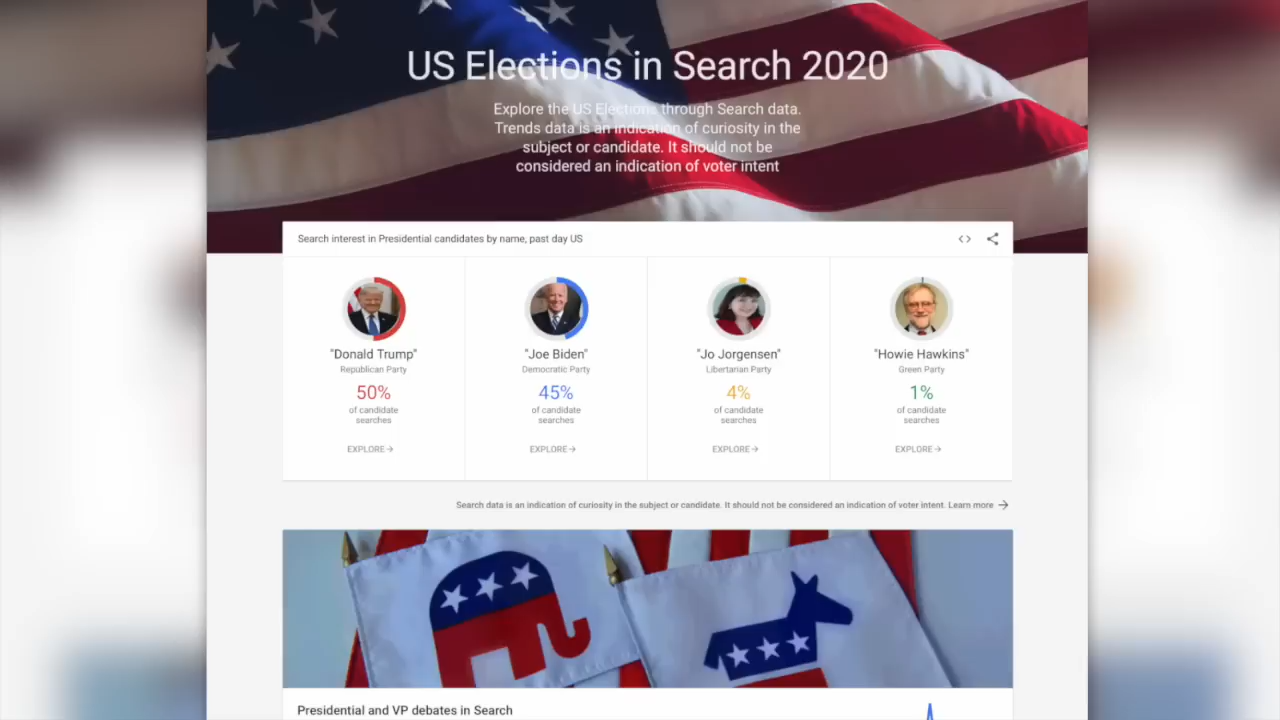 US Elections in Search 2020
Explore the US Elections through Search data.
Trends data is an indication of curiosity in the
subject or candidate. It should not be
considered an indication of voter intent
Search interest in Presidential candidates by name, past day US
"Donald Trump"
Republican Party
50%
of candidate
searches
EXPLORE
"Joe Biden"
Democratic Party
45%
of candidate
searches
EXPLORE
"Jo Jorgensen"
Libertarian Party
4%
of candidate
searches
EXPLORE
"Howie Hawkins"
Green Party
1%
of candidate
searches
EXPLORE
Search data is an indication of curiosity in the subject or candidate. It should not be considered an indication of voter intent. Learn more
Presidential and VP debates in Search